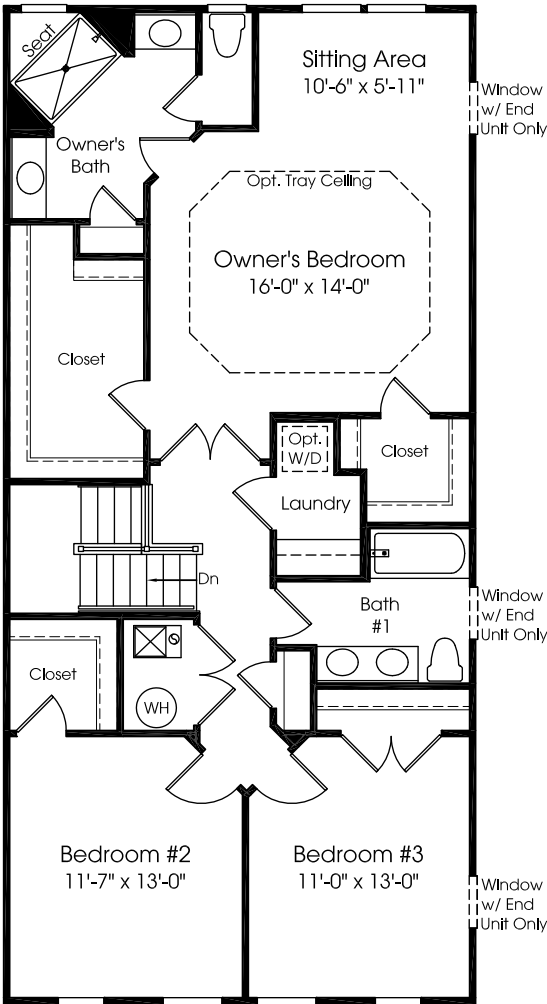 Seat
Sitting Area
10'-6" x 5'-11"
Window
w/ End
Unit Only
Owner's
Bath
Opt. Tray Ceiling
Owner's Bedroom
16'-0" x 14'-0"
Closet
Opt.
W/D
Closet
Laundry
Dn
Bath
#1
Window
w/ End
Unit Only
Closet
WH
Bedroom #2
11'-7" x 13'-0"
Bedroom #3
11'-0" x 13'-0"
Window
w/ End
Unit Only